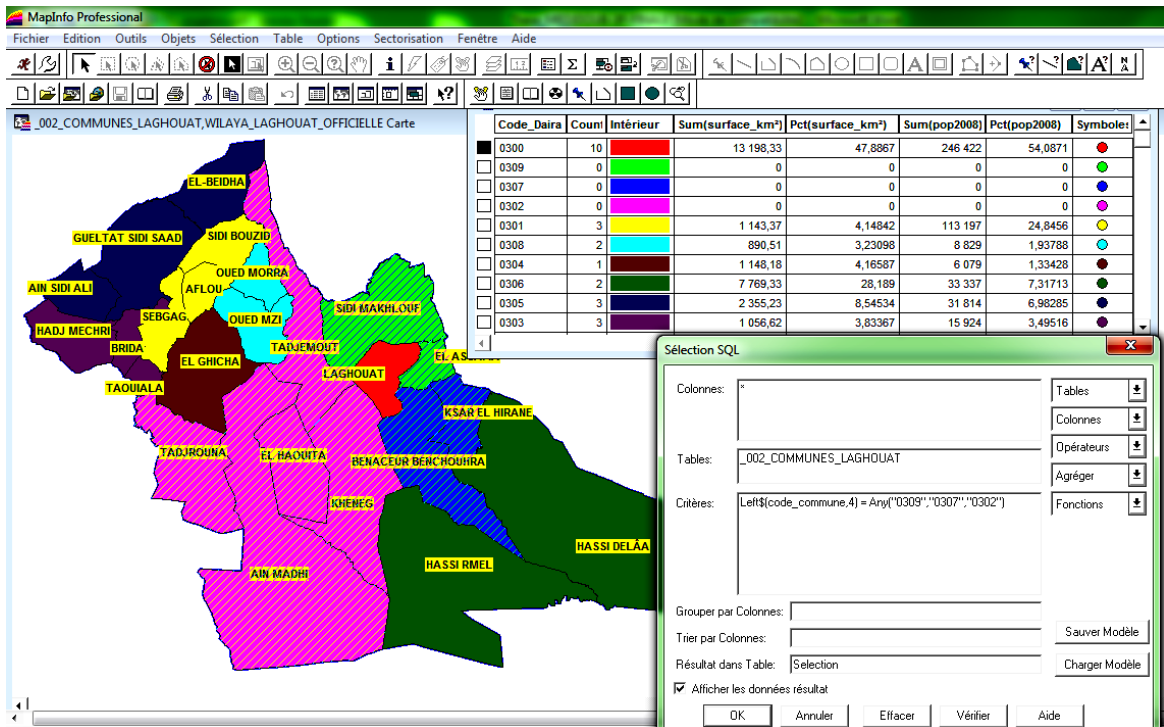 MapInfo Professional
Fichier Edition Outils Objets Sélection Table Options Sectorisation Fenêtre Aide
_002_COMMUNES_LAGHOUAT,WILAYA_LAGHOUAT_OFFICIELLE Carte
Code_Daira Count Intérieur Sum(surface_km²) Pct(surface_km²) Sum(pop2008) Pct(pop2008) Symboles
0300 10 13 198,33 47,8867 246 422 54,0871
0309 0 0 0 0 0
0307 0 0 0 0 0
0302 0 0 0 0 0
0301 3 1 143,37 4,14842 113 197 24,8456
0308 2 890,51 3,23098 8 829 1,93788
0304 1 1 148,18 4,16587 6 079 1,33428
0306 2 7 769,33 28,189 33 337 7,31713
0305 3 2 355,23 8,54534 31 814 6,98285
0303 3 1 056,62 3,83367 15 924 3,49516
EL-BEIDHA
GUELTAT SIDI SAAD
SIDI BOUZID
OUED MORRA
AIN SIDI ALI
AFLOU
SIDI MAKHLOUF
SEBGAG
OUED MZI
HADJ MECHRI
BRIDA
TADJEMOUT
EL GHICHA
LAGHOUAT
TAOUIALA
KSAR EL HIRANE
TADJROUNA
EL HAOUITA
BENACEUR BENCHOUHRA
KHENEG
HASSI DELÂA
HASSI RMEL
AIN MADHI
Sélection SQL
Colonnes: *
Tables
Colonnes
Opérateurs
Tables: _002_COMMUNES_LAGHOUAT
Agréger
Critères: Left$(code_commune,4) = Any("0309","0307","0302")
Fonctions
Grouper par Colonnes:
Trier par Colonnes:
Sauver Modèle
Résultat dans Table: Selection
Charger Modèle
Afficher les données résultat
OK Annuler Effacer Vérifier Aide